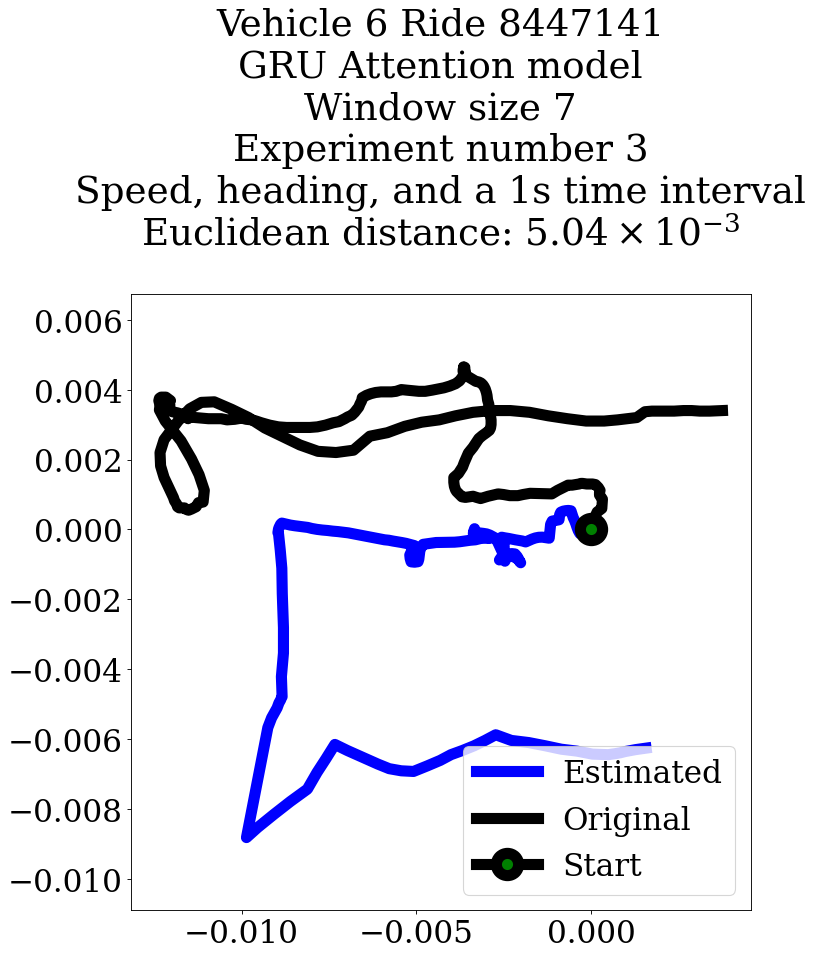 Vehicle 6 Ride 8447141
GRU Attention model
Window size 7
Experiment number 3
Speed, heading, and a 1s time interval
Euclidean distance: 5.04 × 10⁻³
0.006
0.004
0.002
0.000
−0.002
−0.004
−0.006
−0.008
−0.010
Estimated
Original
Start
−0.010 −0.005 0.000